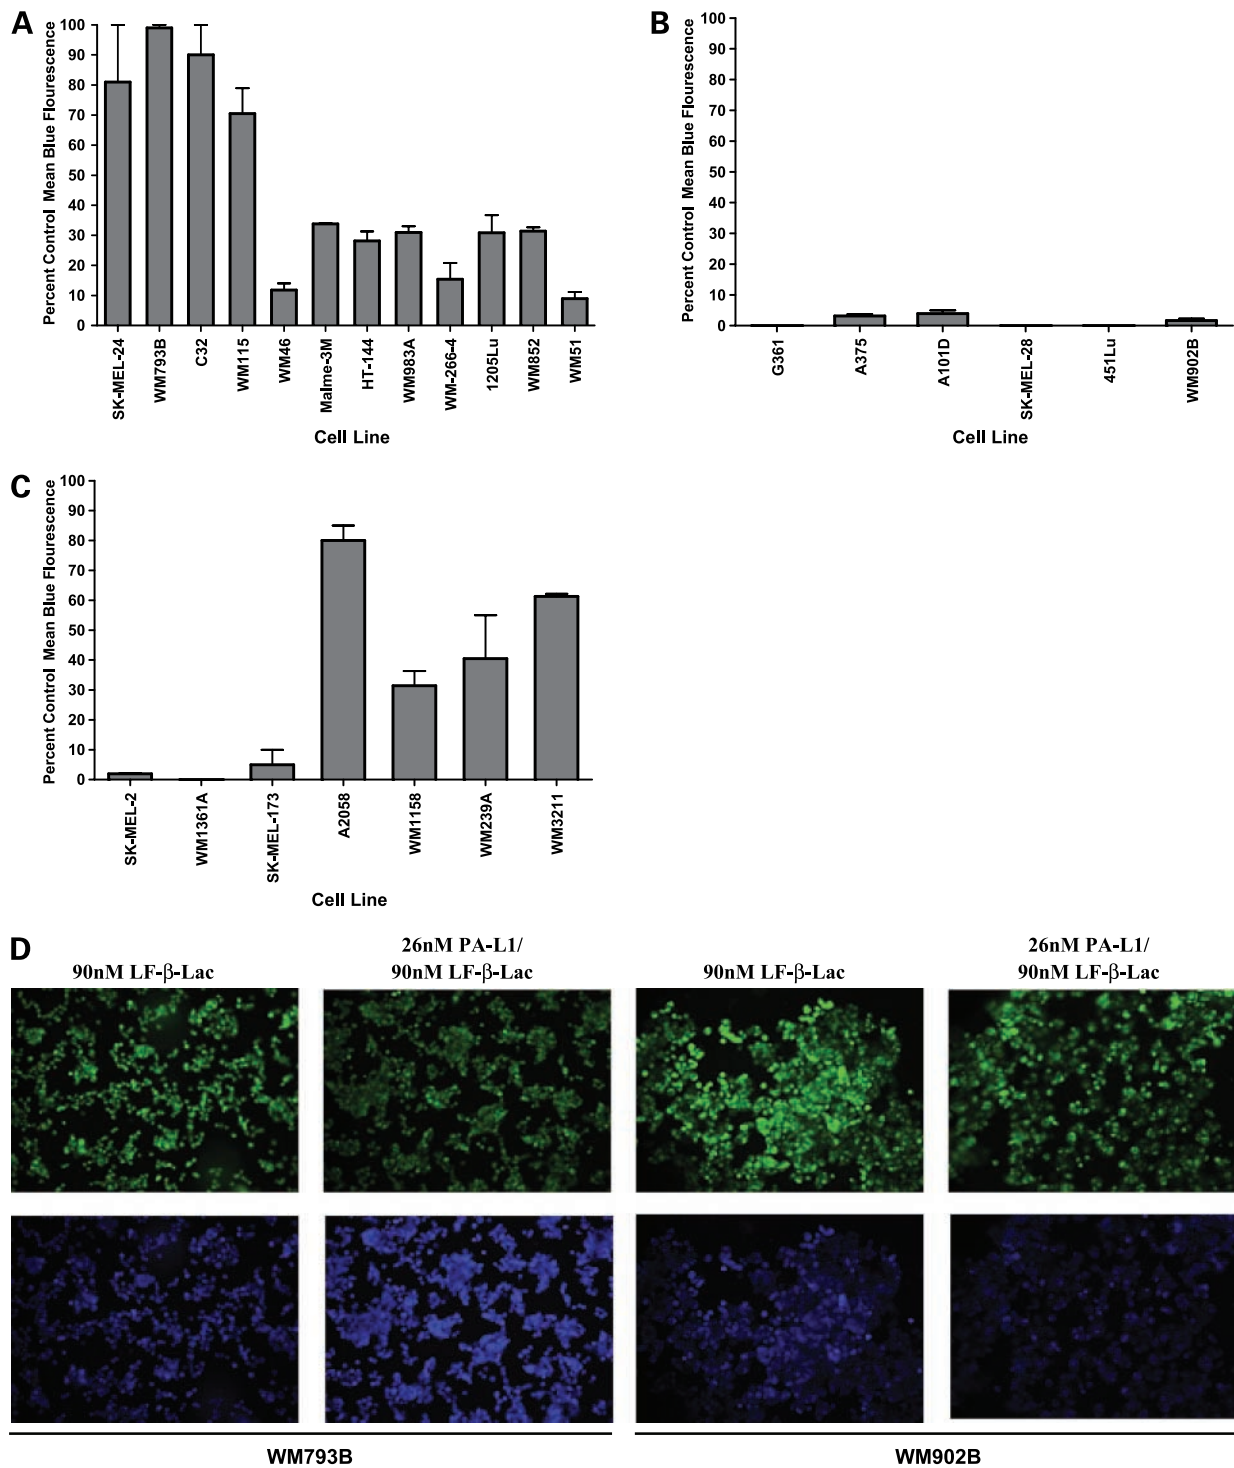 A
Percent Control Mean Blue Flourescence
100
90
80
70
60
50
40
30
20
10
0
SK-MEL-24
WM793B
C32
WM115
WM46
Malme-3M
HT-144
WM983A
WM-266-4
1205Lu
WM852
WM51
Cell Line
B
Percent Control Mean Blue Flourescence
100
90
80
70
60
50
40
30
20
10
0
G361
A375
A101D
SK-MEL-28
451Lu
WM902B
Cell Line
C
Percent Control Mean Blue Flourescence
100
90
80
70
60
50
40
30
20
10
0
SK-MEL-2
WM1361A
SK-MEL-173
A2058
WM1158
WM239A
WM3211
Cell Line
D
90nM LF-β-Lac
26nM PA-L1/
90nM LF-β-Lac
90nM LF-β-Lac
26nM PA-L1/
90nM LF-β-Lac
WM793B
WM902B